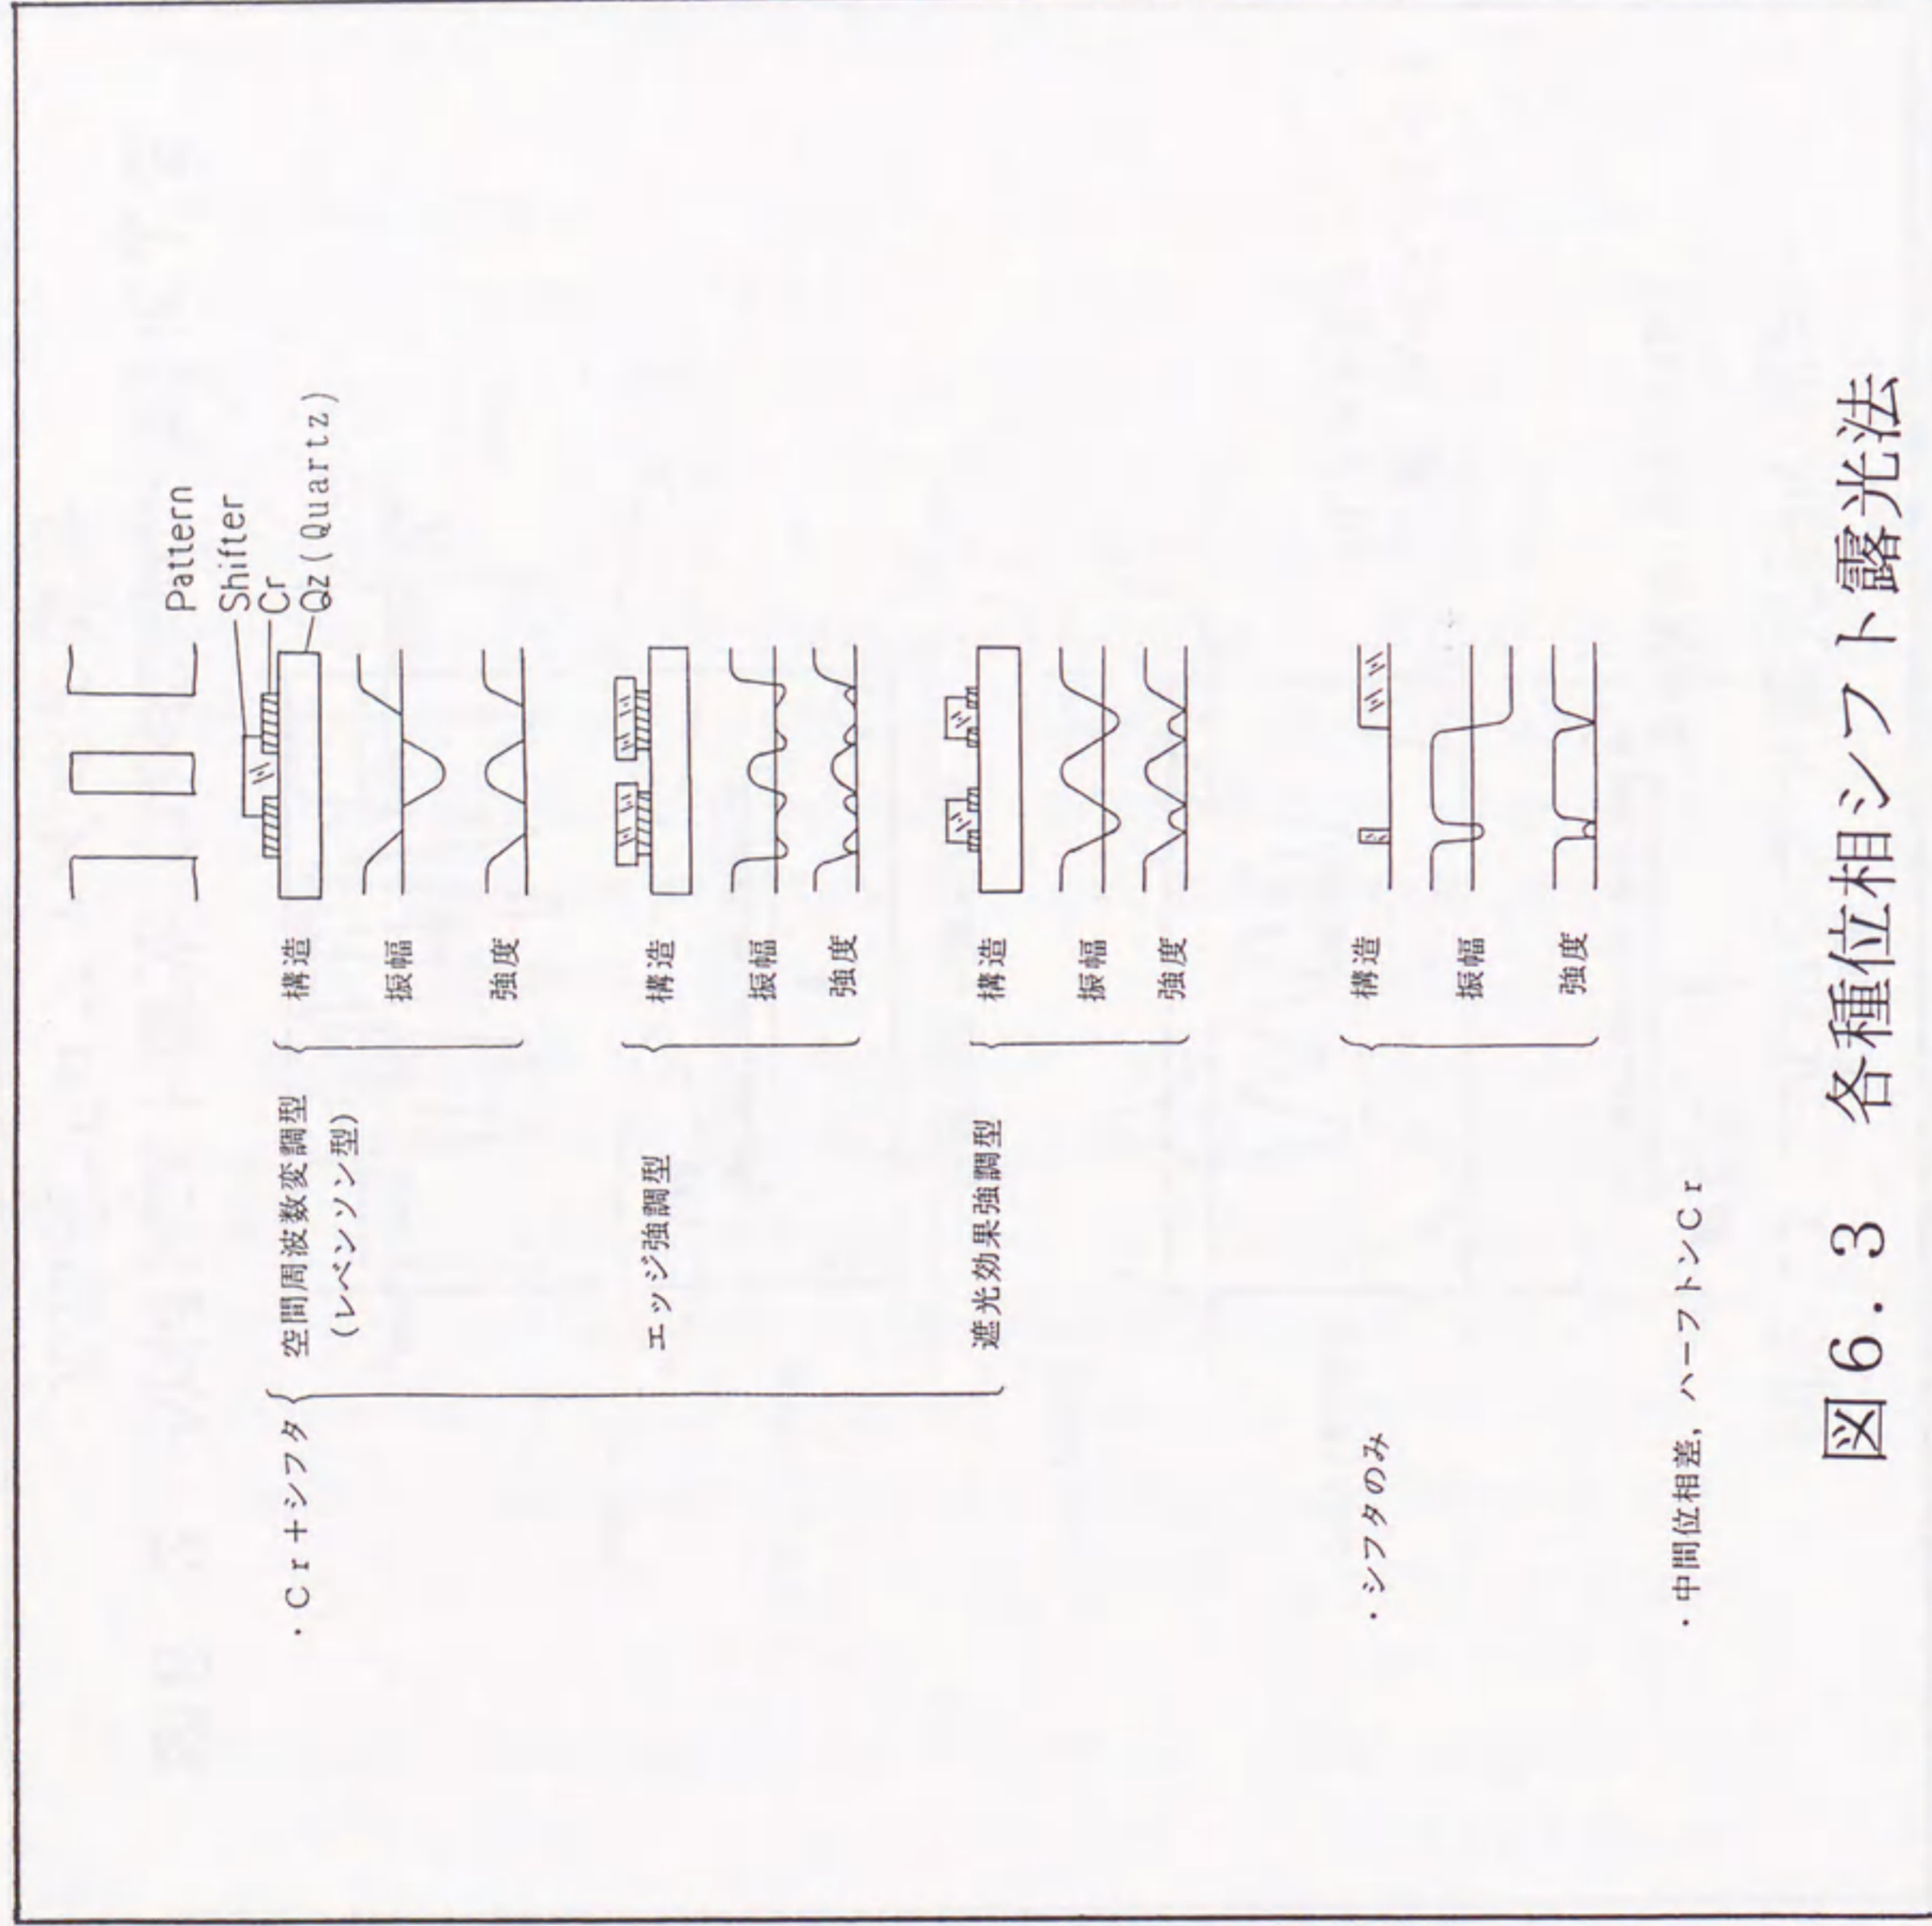 Pattern
Shifter
Cr
Qz(Quartz)
・Cr+シフタ
空間周波数変調型
(レベンソン型)
構造
振幅
強度
エッジ強調型
構造
振幅
強度
遮光効果強調型
構造
振幅
強度
・シフタのみ
構造
振幅
強度
・中間位相差，ハーフトンCr
図6.3 各種位相シフト露光法